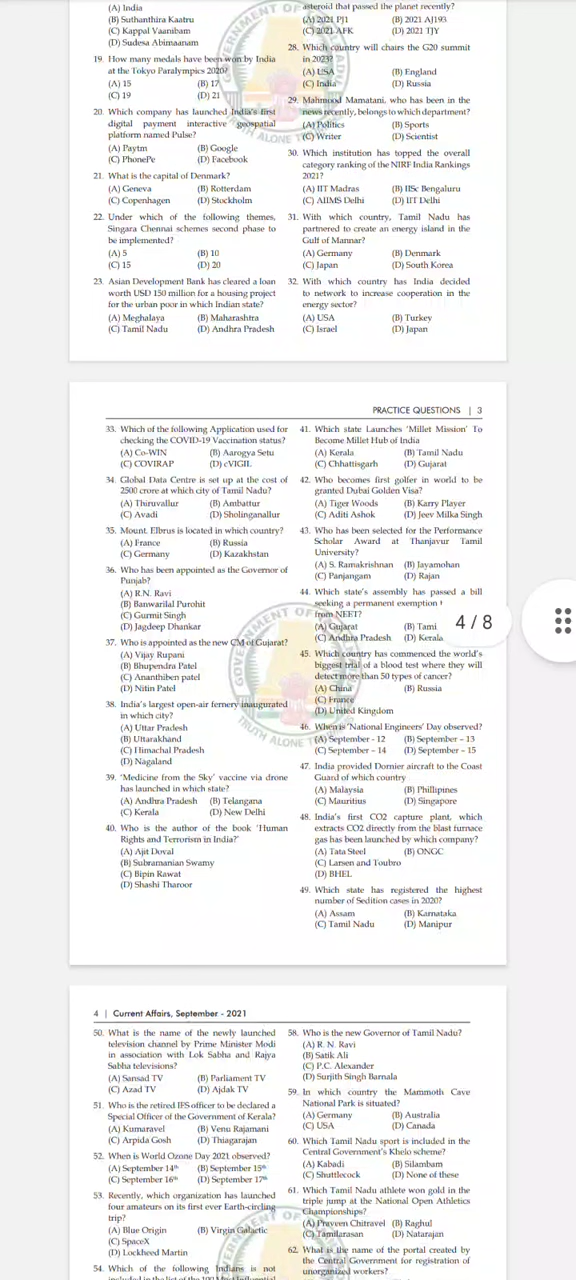 (A) India
(B) Suthanthira Kaatru
(C) Kappal Vaanibam
(D) Sudesa Abimaanam
19. How many medals have been won by India
at the Tokyo Paralympics 2020?
(A) 15 (B) 17
(C) 19 (D) 21
20. Which company has launched India's first
digital payment interactive geospatial
platform named Pulse?
(A) Paytm (B) Google
(C) PhonePe (D) Facebook
21. What is the capital of Denmark?
(A) Geneva (B) Rotterdam
(C) Copenhagen (D) Stockholm
22. Under which of the following themes,
Singara Chennai schemes second phase to
be implemented?
(A) 5 (B) 10
(C) 15 (D) 20
23. Asian Development Bank has cleared a loan
worth USD 150 million for a housing project
for the urban poor in which Indian state?
(A) Meghalaya (B) Maharashtra
(C) Tamil Nadu (D) Andhra Pradesh
asteroid that passed the planet recently?
(A) 2021 PJ1 (B) 2021 AJ193
(C) 2021 AFK (D) 2021 TJY
28. Which country will chairs the G20 summit
in 2023?
(A) USA (B) England
(C) India (D) Russia
29. Mahmood Mamatani, who has been in the
news recently, belongs to which department?
(A) Politics (B) Sports
(C) Writer (D) Scientist
30. Which institution has topped the overall
category ranking of the NIRF India Rankings
2021?
(A) IIT Madras (B) IISc Bengaluru
(C) AIIMS Delhi (D) IIT Delhi
31. With which country, Tamil Nadu has
partnered to create an energy island in the
Gulf of Mannar?
(A) Germany (B) Denmark
(C) Japan (D) South Korea
32. With which country has India decided
to network to increase cooperation in the
energy sector?
(A) USA (B) Turkey
(C) Israel (D) Japan
PRACTICE QUESTIONS | 3
33. Which of the following Application used for
checking the COVID-19 Vaccination status?
(A) Co-WIN (B) Aarogya Setu
(C) COVIRAP (D) cVIGIL
34. Global Data Centre is set up at the cost of
2500 crore at which city of Tamil Nadu?
(A) Thiruvallur (B) Ambattur
(C) Avadi (D) Sholinganallur
35. Mount. Elbrus is located in which country?
(A) France (B) Russia
(C) Germany (D) Kazakhstan
36. Who has been appointed as the Governor of
Punjab?
(A) R.N. Ravi
(B) Banwarilal Purohit
(C) Gurmit Singh
(D) Jagdeep Dhankar
37. Who is appointed as the new CM of Gujarat?
(A) Vijay Rupani
(B) Bhupendra Patel
(C) Ananthiben patel
(D) Nitin Patel
38. India's largest open-air fernery inaugurated
in which city?
(A) Uttar Pradesh
(B) Uttarakhand
(C) Himachal Pradesh
(D) Nagaland
39. 'Medicine from the Sky' vaccine via drone
has launched in which state?
(A) Andhra Pradesh (B) Telangana
(C) Kerala (D) New Delhi
40. Who is the author of the book 'Human
Rights and Terrorism in India?'
(A) Ajit Doval
(B) Subramanian Swamy
(C) Bipin Rawat
(D) Shashi Tharoor
41. Which state Launches 'Millet Mission' To
Become Millet Hub of India
(A) Kerala (B) Tamil Nadu
(C) Chhattisgarh (D) Gujarat
42. Who becomes first golfer in world to be
granted Dubai Golden Visa?
(A) Tiger Woods (B) Karry Player
(C) Aditi Ashok (D) Jeev Milka Singh
43. Who has been selected for the Performance
Scholar Award at Thanjavur Tamil
University?
(A) S. Ramakrishnan (B) Jayamohan
(C) Panjangam (D) Rajan
44. Which state's assembly has passed a bill
seeking a permanent exemption
from NEET?
(A) Gujarat (B) Tami
(C) Andhra Pradesh (D) Kerala
4 / 8
45. Which country has commenced the world's
biggest trial of a blood test where they will
detect more than 50 types of cancer?
(A) China (B) Russia
(C) France
(D) United Kingdom
46. When is 'National Engineers' Day observed?
(A) September - 12 (B) September - 13
(C) September - 14 (D) September - 15
47. India provided Dornier aircraft to the Coast
Guard of which country
(A) Malaysia (B) Phillipines
(C) Mauritius (D) Singapore
48. India's first CO2 capture plant, which
extracts CO2 directly from the blast furnace
gas has been launched by which company?
(A) Tata Steel (B) ONGC
(C) Larsen and Toubro
(D) BHEL
49. Which state has registered the highest
number of Sedition cases in 2020?
(A) Assam (B) Karnataka
(C) Tamil Nadu (D) Manipur
4 | Current Affairs, September - 2021
50. What is the name of the newly launched
television channel by Prime Minister Modi
in association with Lok Sabha and Rajya
Sabha televisions?
(A) Sansad TV (B) Parliament TV
(C) Azad TV (D) Ajdak TV
51. Who is the retired IFS officer to be declared a
Special Officer of the Government of Kerala?
(A) Kumaravel (B) Venu Rajamani
(C) Arpida Gosh (D) Thiagarajan
52. When is World Ozone Day 2021 observed?
(A) September 14th (B) September 15th
(C) September 16th (D) September 17th
53. Recently, which organization has launched
four amateurs on its first ever Earth-circling
trip?
(A) Blue Origin (B) Virgin Galactic
(C) SpaceX
(D) Lockheed Martin
54. Which of the following Indians is not
58. Who is the new Governor of Tamil Nadu?
(A) R. N. Ravi
(B) Satik Ali
(C) P.C. Alexander
(D) Surjith Singh Barnala
59. In which country the Mammoth Cave
National Park is situated?
(A) Germany (B) Australia
(C) USA (D) Canada
60. Which Tamil Nadu sport is included in the
Central Government's Khelo scheme?
(A) Kabadi (B) Silambam
(C) Shuttlecock (D) None of these
61. Which Tamil Nadu athlete won gold in the
triple jump at the National Open Athletics
Championships?
(A) Praveen Chitravel (B) Raghul
(C) Tamilarasan (D) Natarajan
62. What is the name of the portal created by
the Central Government for registration of
unorganized workers?